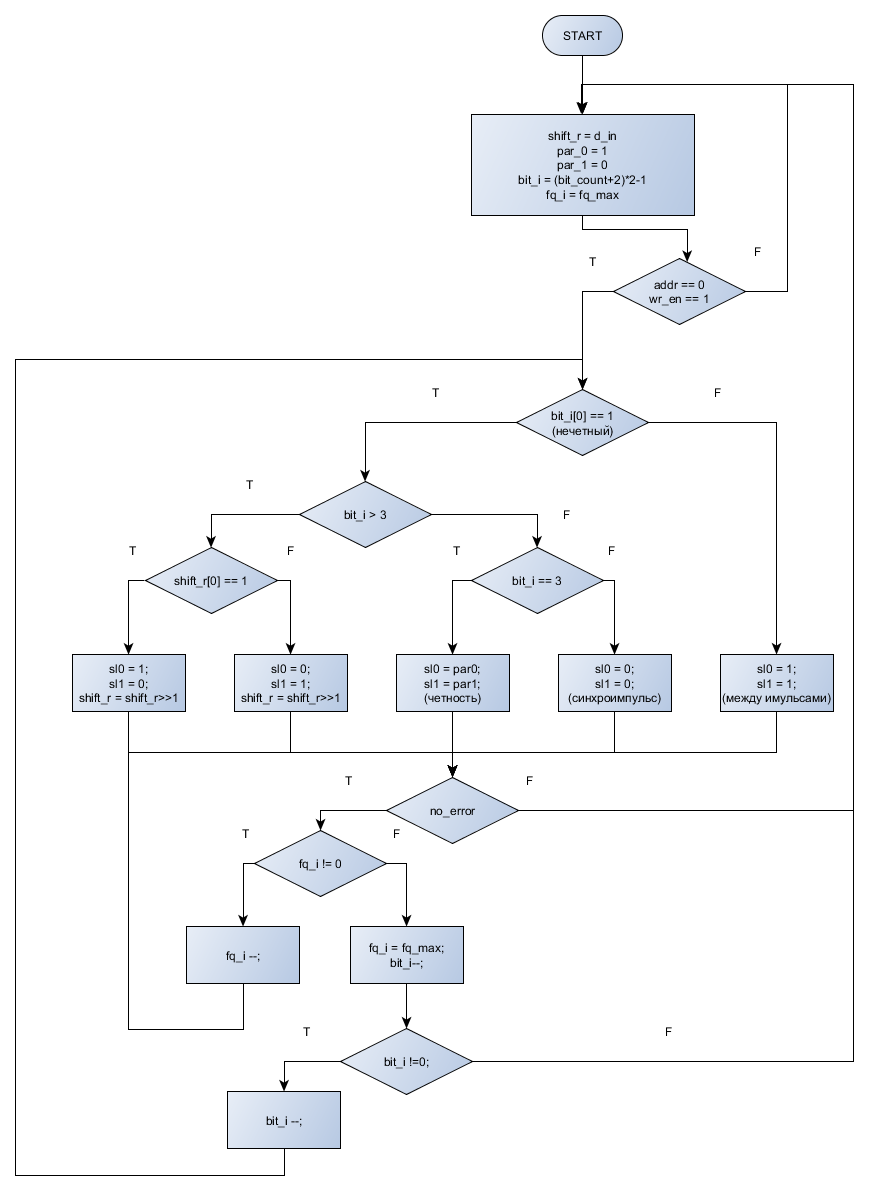 START
shift_r = d_in
par_0 = 1
par_1 = 0
bit_i = (bit_count+2)*2-1
fq_i = fq_max
T
F
addr == 0
wr_en == 1
T
F
bit_i[0] == 1
(нечетный)
T
bit_i > 3
F
T
F
T
F
shift_r[0] == 1
bit_i == 3
sl0 = 1;
sl1 = 0;
shift_r = shift_r>>1
sl0 = 0;
sl1 = 1;
shift_r = shift_r>>1
sl0 = par0;
sl1 = par1;
(четность)
sl0 = 0;
sl1 = 0;
(синхроимпульс)
sl0 = 1;
sl1 = 1;
(между имульсами)
T
F
no_error
T
F
fq_i != 0
fq_i --;
fq_i = fq_max;
bit_i--;
T
F
bit_i !=0;
bit_i --;